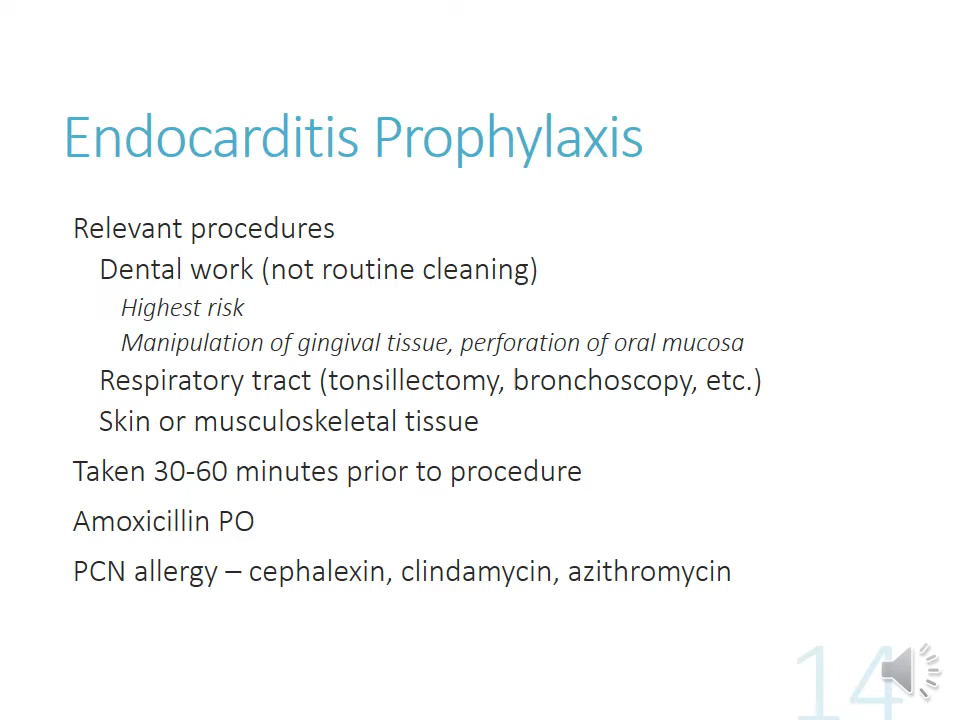 Endocarditis Prophylaxis
Relevant procedures
Dental work (not routine cleaning)
Highest risk
Manipulation of gingival tissue, perforation of oral mucosa
Respiratory tract (tonsillectomy, bronchoscopy, etc.)
Skin or musculoskeletal tissue
Taken 30-60 minutes prior to procedure
Amoxicillin PO
PCN allergy – cephalexin, clindamycin, azithromycin
14